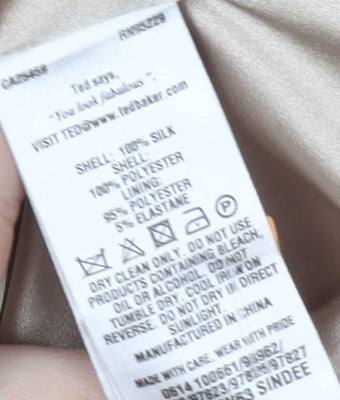 CA25459 RN95229
Ted says,
"You look fabulous".
VISIT TED@www.tedbaker.com
SHELL: 100% SILK
SHELL:
100% POLYESTER
LINING:
95% POLYESTER
5% ELASTANE
P
DRY CLEAN ONLY. DO NOT USE
PRODUCTS CONTAINING BLEACH,
OIL OR ALCOHOL. DO NOT
TUMBLE DRY. COOL IRON ON
REVERSE. DO NOT DRY IN DIRECT
SUNLIGHT.
MANUFACTURED IN CHINA
MADE WITH CARE. WEAR WITH PRIDE
SINDEE